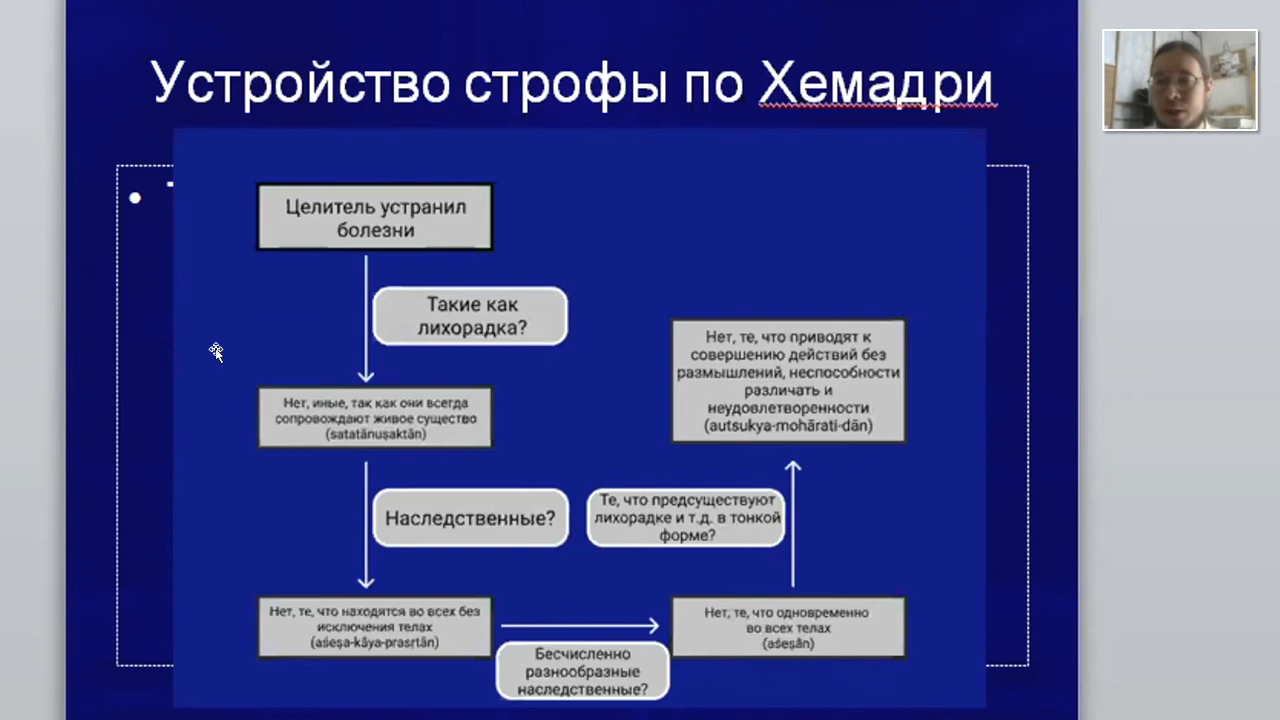 Устройство строфы по Хемадри
Целитель устранил
болезни
Такие как
лихорадка?
Нет, иные, так как они всегда
сопровождают живое существо
(satatānuṣaktān)
Наследственные?
Нет, те, что находятся во всех без
исключения телах
(aśeṣa-kāya-prasṛtān)
Бесчисленно
разнообразные
наследственные?
Нет, те, что одновременно
во всех телах
(aśeṣān)
Те, что предсуществуют
лихорадке и т.д. в тонкой
форме?
Нет, те, что приводят к
совершению действий без
размышлений, неспособности
различать и
неудовлетворенности
(autsukya-mohārati-dān)